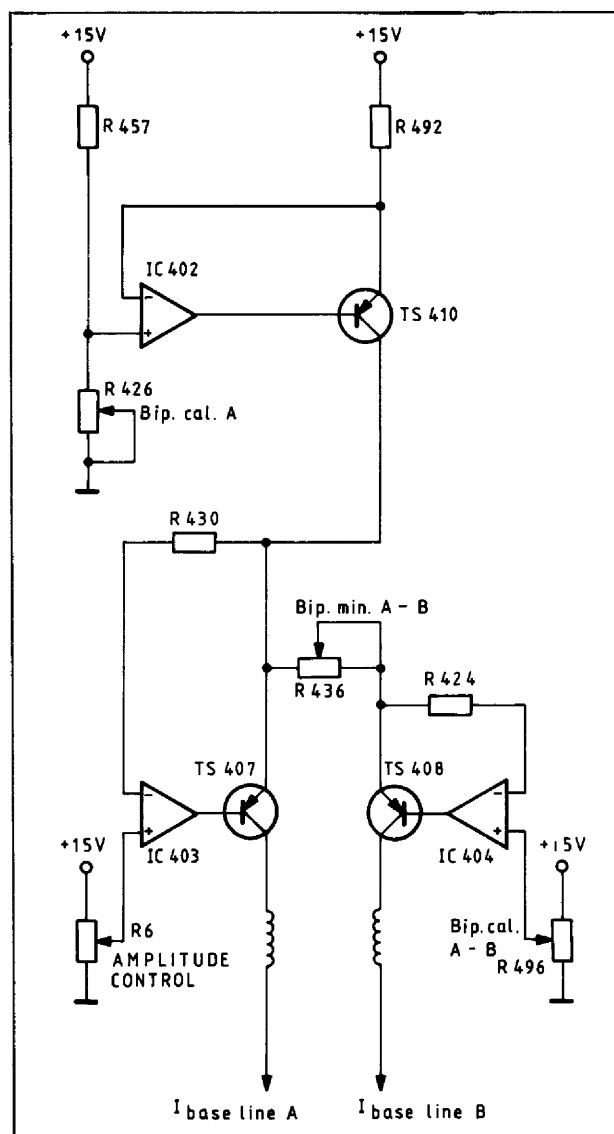 +15V
+15V
R 457
R 492
IC 402
-
+
TS 410
R 426
Bip. cal. A
R 430
Bip. min. A - B
R 436
R 424
TS 407
TS 408
-
+
-
+
+15V
IC 403
IC 404
+15V
R6
AMPLITUDE
CONTROL
Bip.cal.
A - B
R 496
I base line A
I base line B